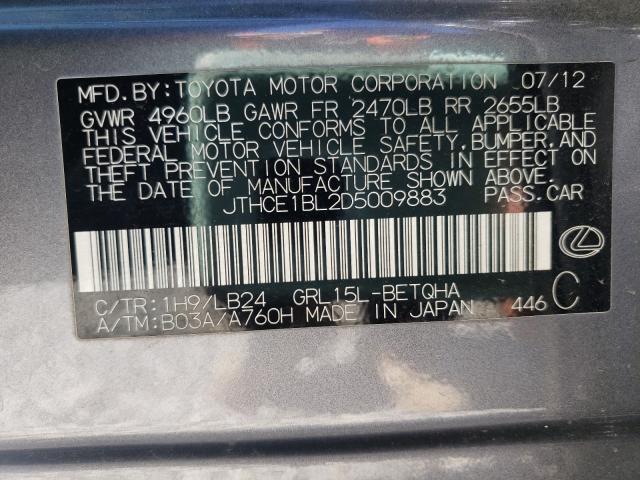 MFD. BY: TOYOTA MOTOR CORPORATION 07/12
GVWR 4960LB GAWR FR 2470LB RR 2655LB
THIS VEHICLE CONFORMS TO ALL APPLICABLE
FEDERAL MOTOR VEHICLE SAFETY, BUMPER, AND
THEFT PREVENTION STANDARDS IN EFFECT ON
THE DATE OF MANUFACTURE SHOWN ABOVE.
JTHCE1BL2D5009883 PASS. CAR
C/TR: 1H9/LB24 GRL15L-BETQHA C
A/TM: B03A/A760H MADE IN JAPAN 446